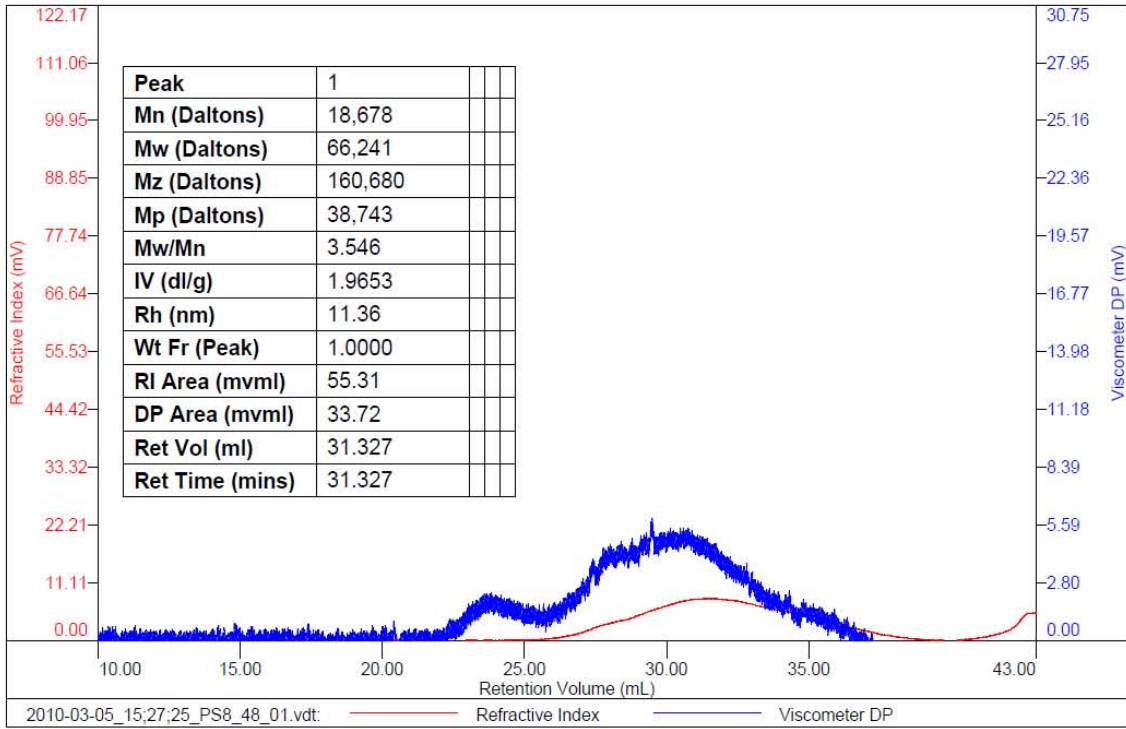 122.17
111.06
99.95
88.85
77.74
66.64
55.53
44.42
33.32
22.21
11.11
0.00
Refractive Index (mV)
Peak 1
Mn (Daltons) 18,678
Mw (Daltons) 66,241
Mz (Daltons) 160,680
Mp (Daltons) 38,743
Mw/Mn 3.546
IV (dl/g) 1.9653
Rh (nm) 11.36
Wt Fr (Peak) 1.0000
RI Area (mvml) 55.31
DP Area (mvml) 33.72
Ret Vol (ml) 31.327
Ret Time (mins) 31.327
30.75
27.95
25.16
22.36
19.57
16.77
13.98
11.18
8.39
5.59
2.80
0.00
Viscometer DP (mV)
10.00 15.00 20.00 25.00 30.00 35.00 43.00
Retention Volume (mL)
2010-03-05_15;27;25_PS8_48_01.vdt: Refractive Index Viscometer DP